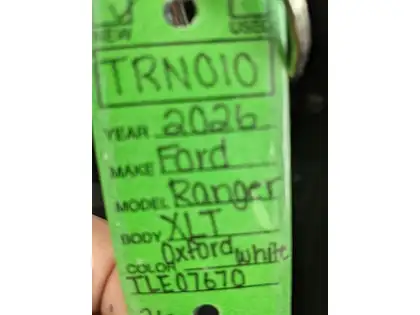 NEW USED
TRN010
YEAR 2026
MAKE Ford
MODEL Ranger
BODY XLT
COLOR Oxford White
TLE07670